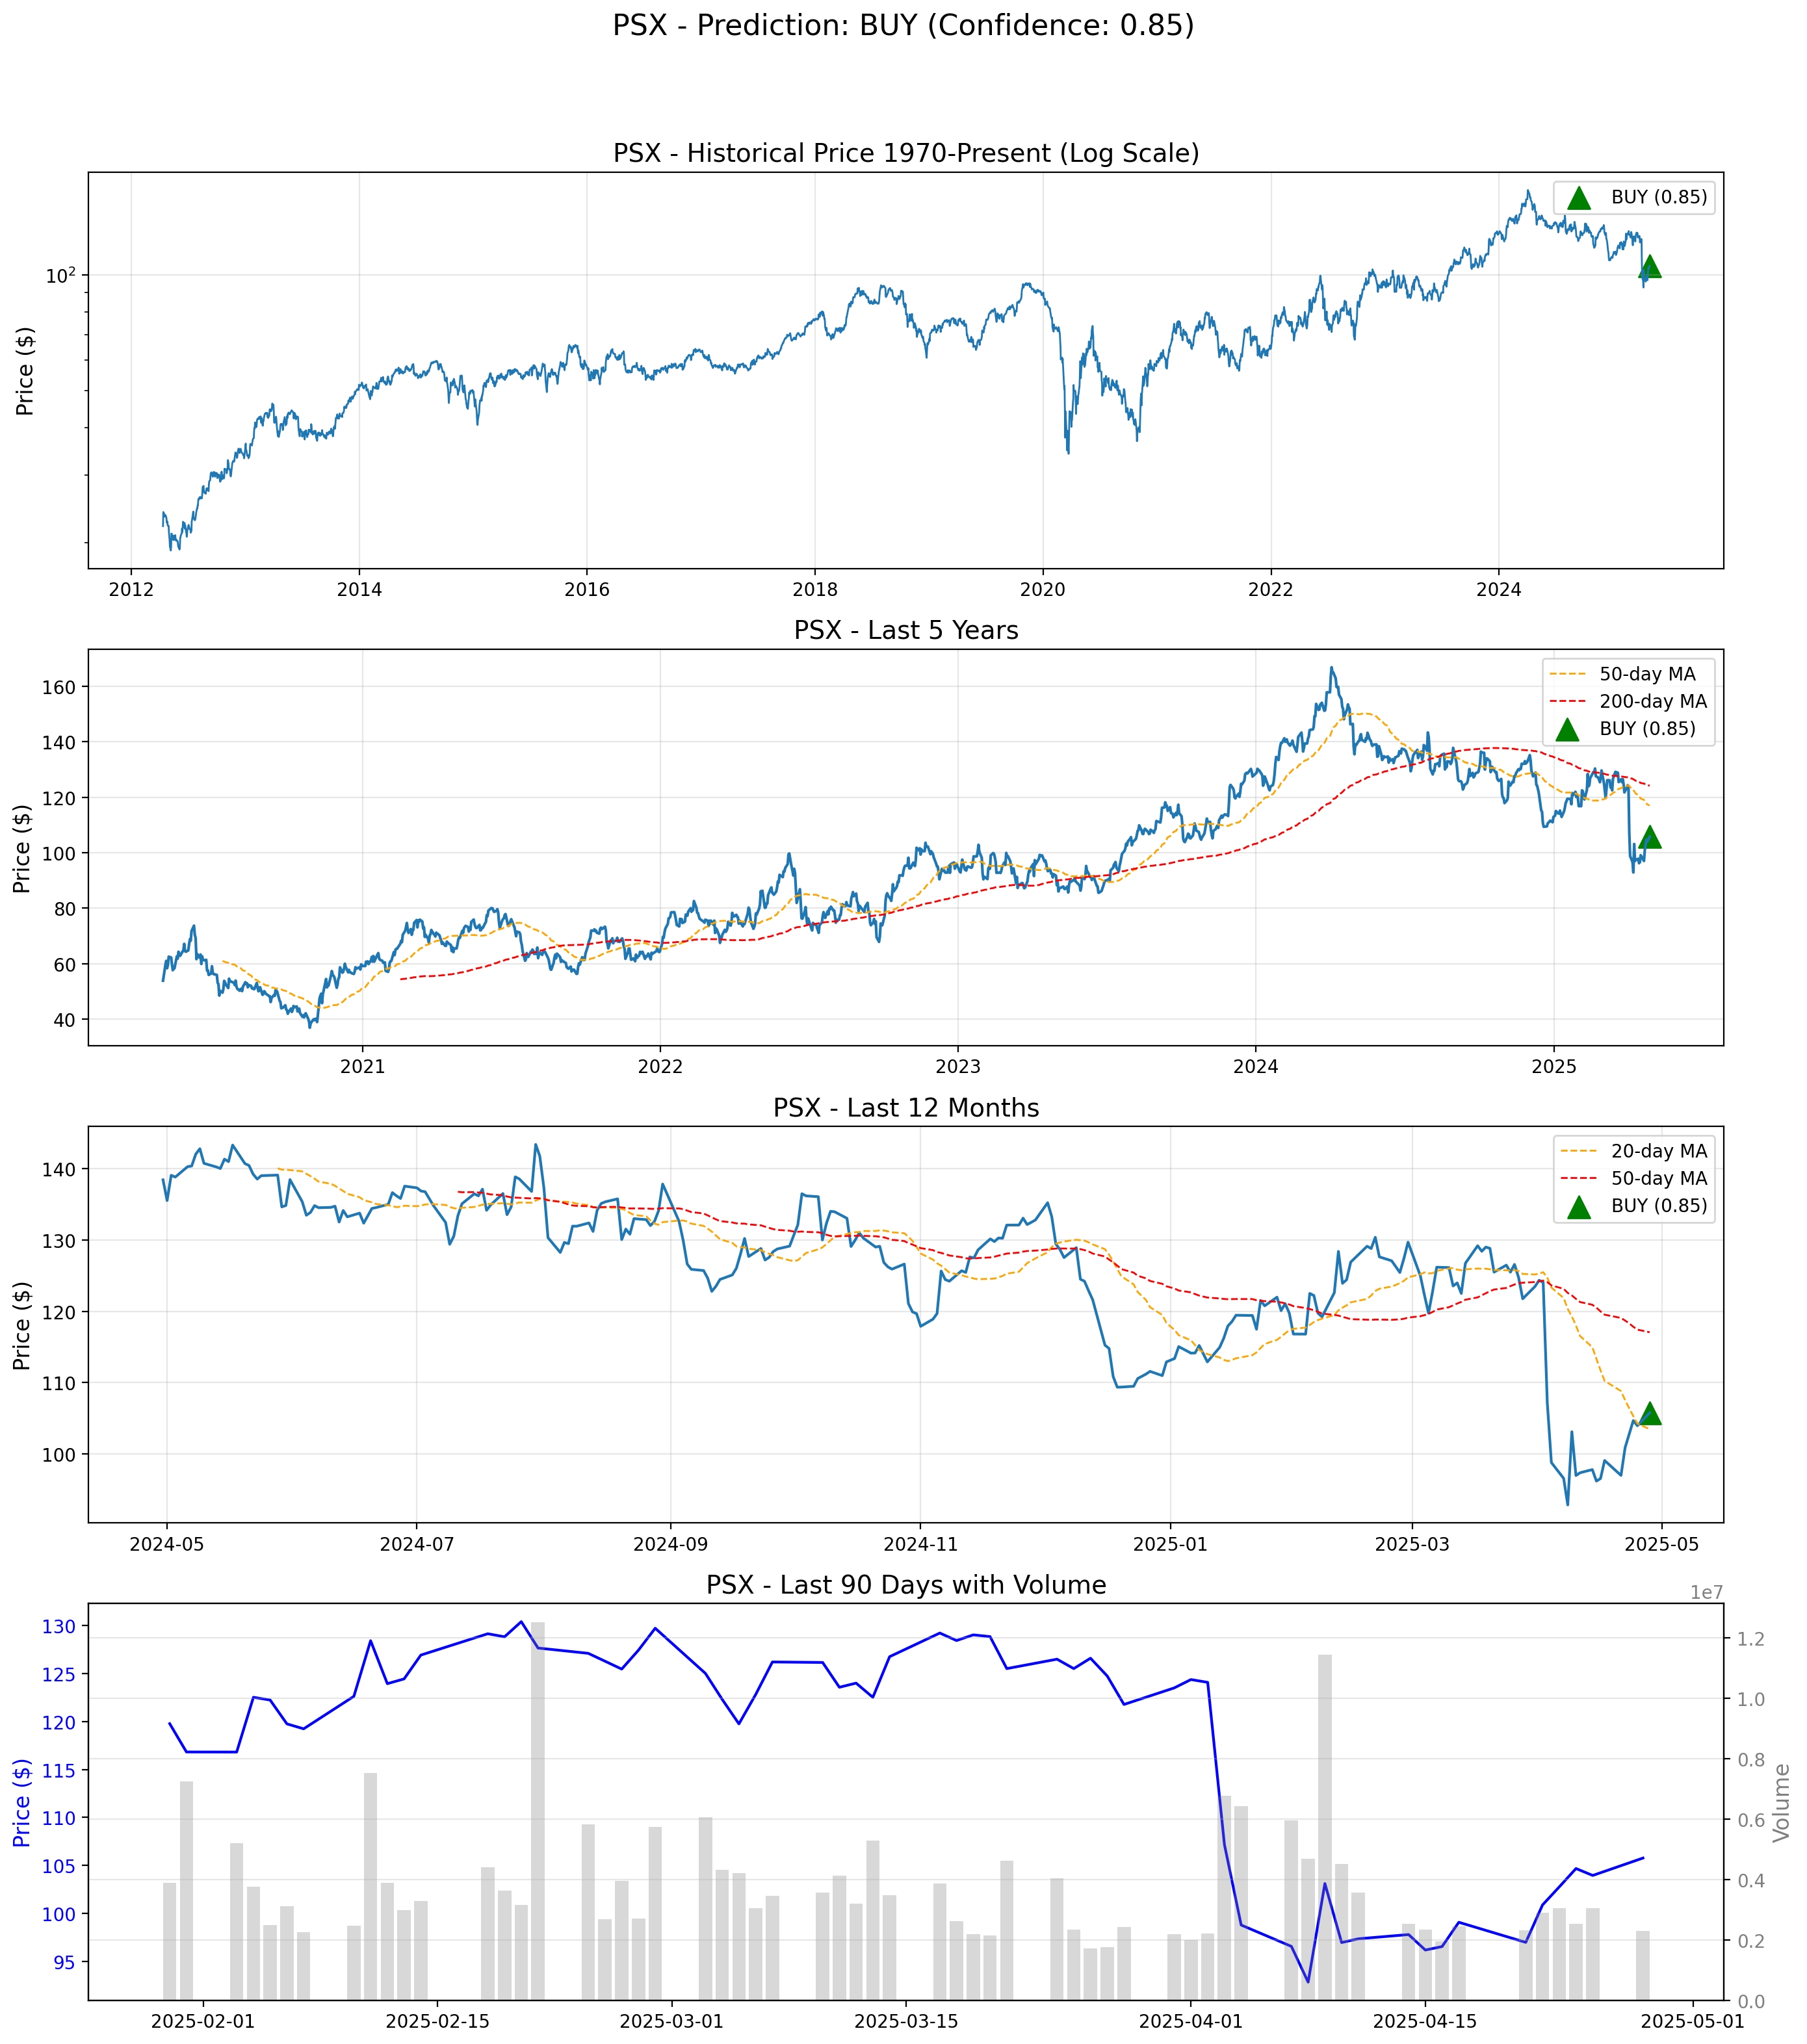 PSX - Prediction: BUY (Confidence: 0.85)
PSX - Historical Price 1970-Present (Log Scale)
BUY (0.85)
10²
Price ($)
2012 2014 2016 2018 2020 2022 2024
PSX - Last 5 Years
50-day MA
200-day MA
BUY (0.85)
160
140
120
100
80
60
40
Price ($)
2021 2022 2023 2024 2025
PSX - Last 12 Months
20-day MA
50-day MA
BUY (0.85)
140
130
120
110
100
Price ($)
2024-05 2024-07 2024-09 2024-11 2025-01 2025-03 2025-05
PSX - Last 90 Days with Volume
1e7
130
125
120
115
110
105
100
95
Price ($)
1.2
1.0
0.8
0.6
0.4
0.2
0.0
Volume
2025-02-01 2025-02-15 2025-03-01 2025-03-15 2025-04-01 2025-04-15 2025-05-01